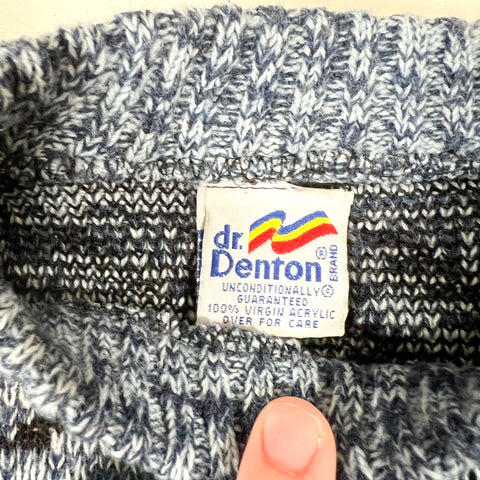 dr.
Denton®
BRAND
UNCONDITIONALLY©
GUARANTEED
100% VIRGIN ACRYLIC
OVER FOR CARE